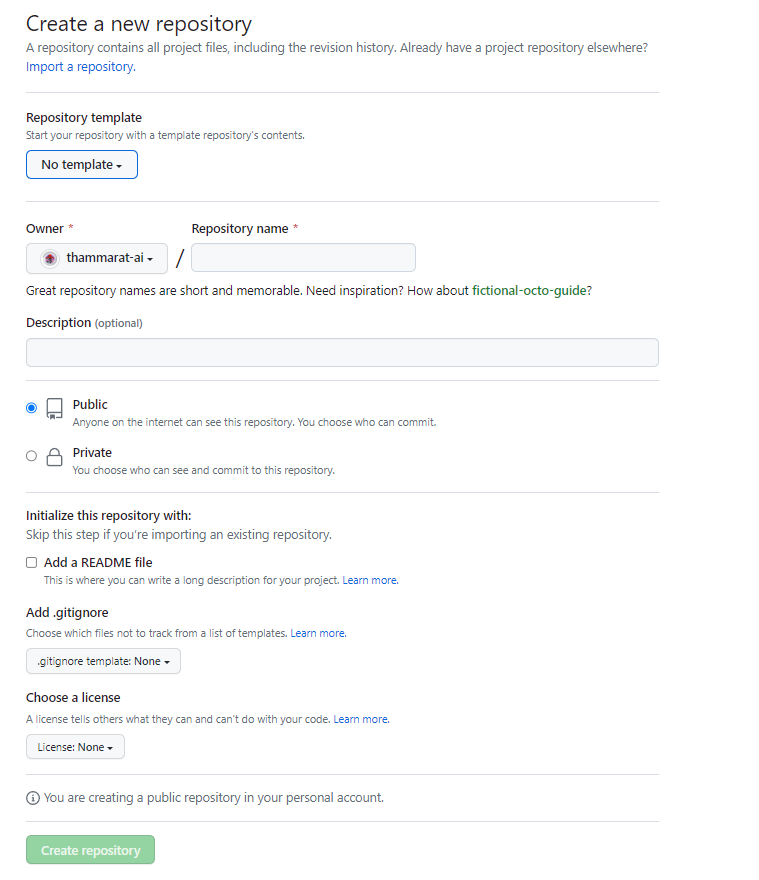 Create a new repository
A repository contains all project files, including the revision history. Already have a project repository elsewhere?
Import a repository.
Repository template
Start your repository with a template repository's contents.
No template
Owner * Repository name *
thammarat-ai /
Great repository names are short and memorable. Need inspiration? How about fictional-octo-guide?
Description (optional)
Public
Anyone on the internet can see this repository. You choose who can commit.
Private
You choose who can see and commit to this repository.
Initialize this repository with:
Skip this step if you're importing an existing repository.
Add a README file
This is where you can write a long description for your project. Learn more.
Add .gitignore
Choose which files not to track from a list of templates. Learn more.
.gitignore template: None
Choose a license
A license tells others what they can and can't do with your code. Learn more.
License: None
You are creating a public repository in your personal account.
Create repository